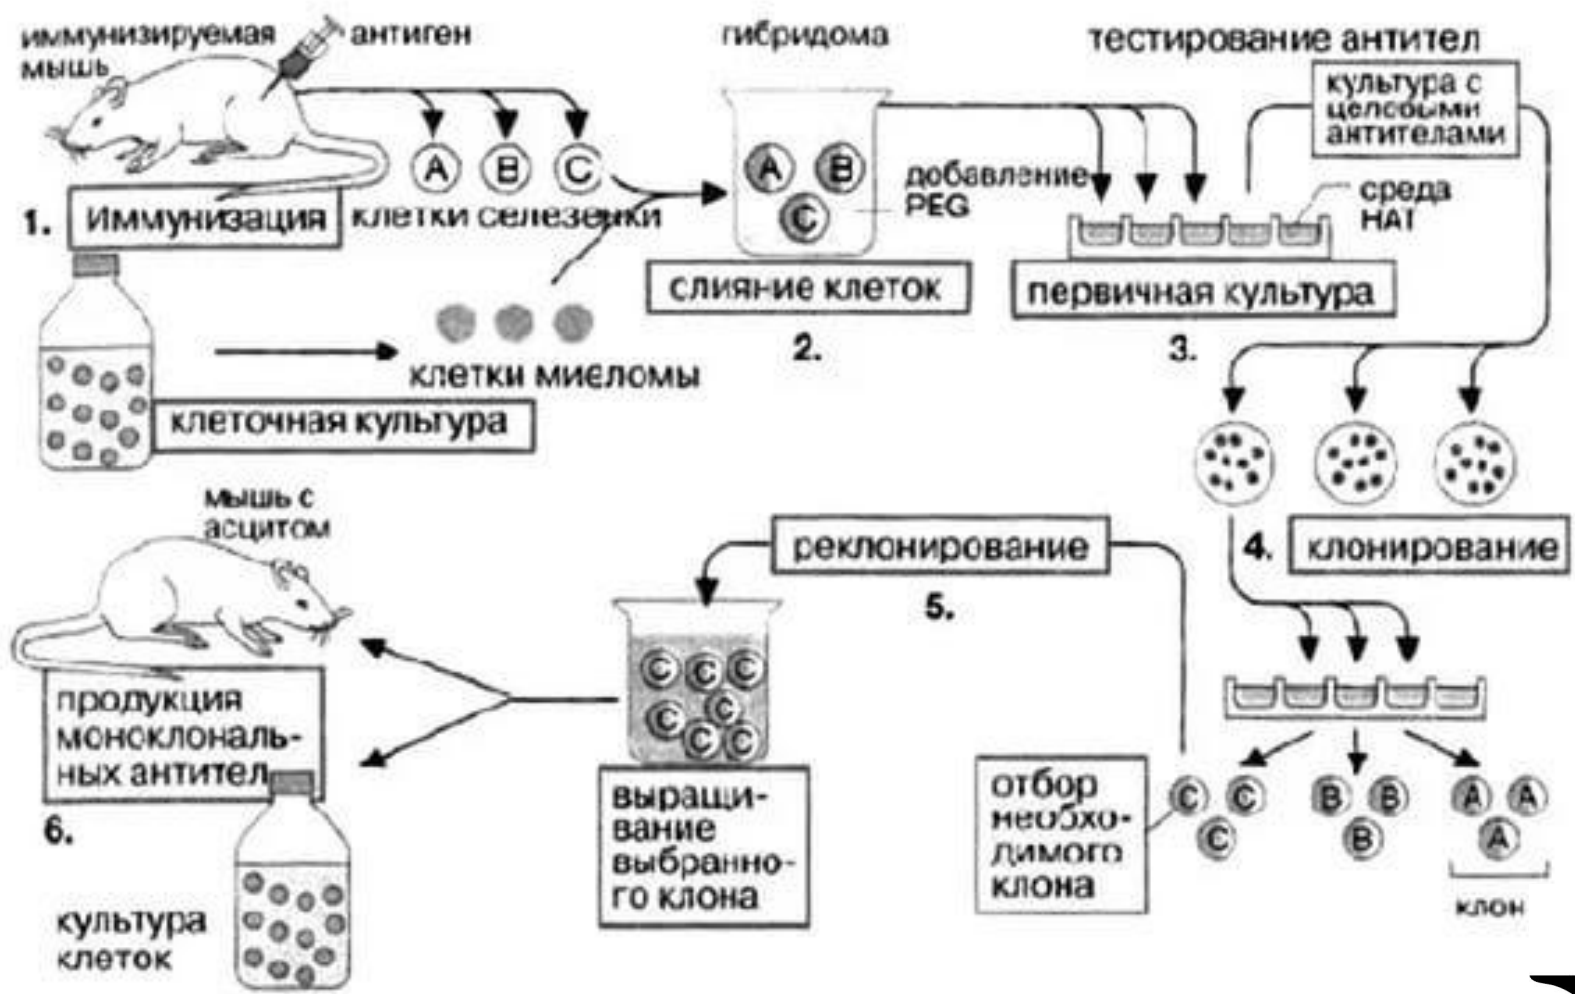 иммунизируемая
мышь
антиген
гибридома
тестирование антител
культура с
целевыми
антителами
A
B
C
A
B
C
добавление
PEG
среда
HAT
1.
Иммунизация
клетки селезенки
слияние клеток
2.
первичная культура
3.
клетки миеломы
клеточная культура
мышь с
асцитом
реклонирование
5.
4.
клонирование
C
C
C
C
C
C
C
C
продукция
моноклональ-
ных антител
6.
выращи-
вание
выбранно-
го клона
отбор
необхо-
димого
клона
C
C
C
B
B
B
A
A
A
клон
культура
клеток